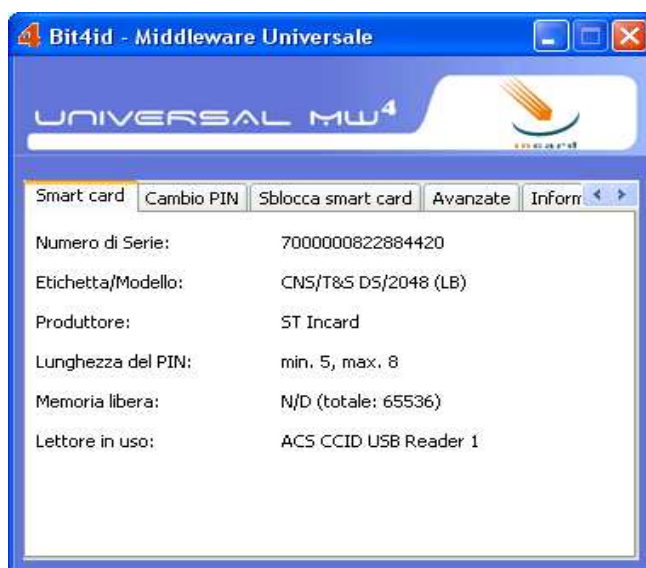 Bit4id - Middleware Universale
UNIVERSAL MW4
incard
Smart card Cambio PIN Sblocca smart card Avanzate Inform
Numero di Serie: 7000000822884420
Etichetta/Modello: CNS/T&S DS/2048 (LB)
Produttore: ST Incard
Lunghezza del PIN: min. 5, max. 8
Memoria libera: N/D (totale: 65536)
Lettore in uso: ACS CCID USB Reader 1